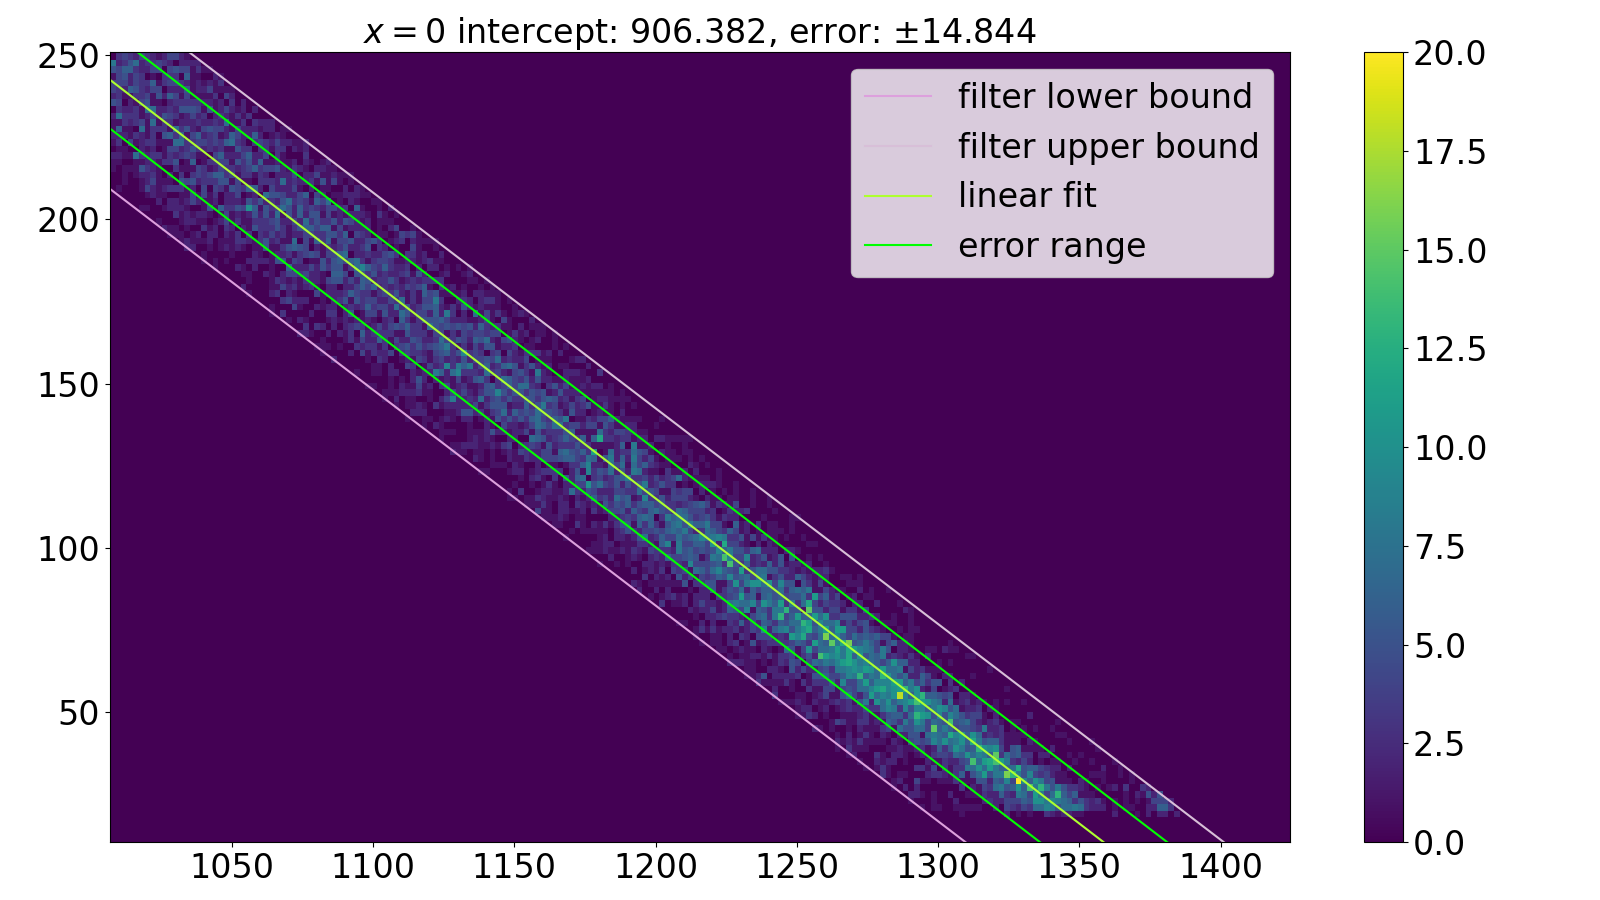 x = 0 intercept: 906.382, error: ±14.844
250
200
150
100
50
1050 1100 1150 1200 1250 1300 1350 1400
filter lower bound
filter upper bound
linear fit
error range
20.0
17.5
15.0
12.5
10.0
7.5
5.0
2.5
0.0